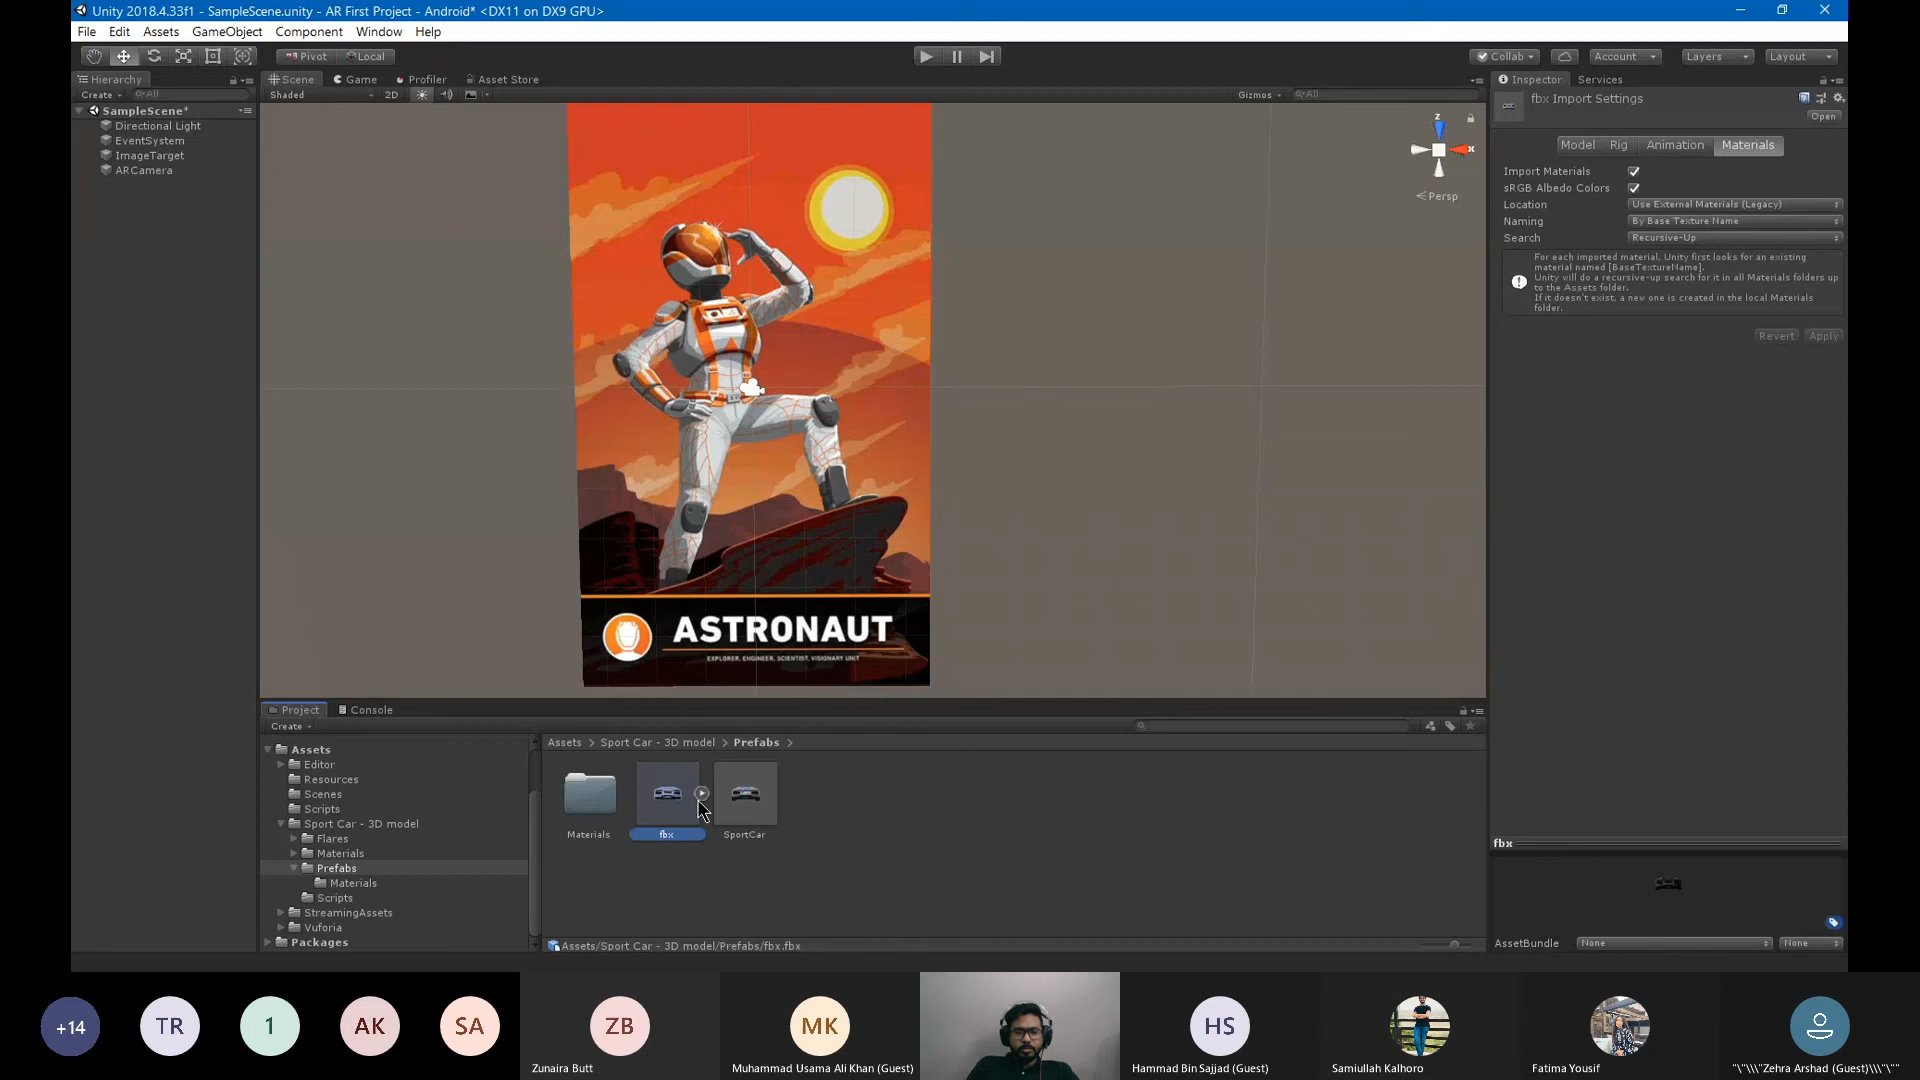 Unity 2018.4.33f1 - SampleScene.unity - AR First Project - Android* <DX11 on DX9 GPU>
File Edit Assets GameObject Component Window Help
Pivot Local
Collab Account Layers Layout
Hierarchy
Create All
SampleScene*
Directional Light
EventSystem
ImageTarget
ARCamera
Scene Game Profiler Asset Store
Shaded 2D Gizmos All
z
x
Persp
ASTRONAUT
EXPLORER, ENGINEER, SCIENTIST, VISIONARY UNIT
Inspector Services
fbx Import Settings
Open
Model Rig Animation Materials
Import Materials
sRGB Albedo Colors
Location Use External Materials (Legacy)
Naming By Base Texture Name
Search Recursive-Up
For each imported material, Unity first looks for an existing
material named [BaseTextureName].
Unity will do a recursive-up search for it in all Materials folders up
to the Assets folder.
If it doesn't exist, a new one is created in the local Materials
folder.
Revert Apply
Project Console
Create
Assets
Editor
Resources
Scenes
Scripts
Sport Car - 3D model
Flares
Materials
Prefabs
Materials
Scripts
StreamingAssets
Vuforia
Packages
Assets > Sport Car - 3D model > Prefabs >
Materials fbx SportCar
Assets/Sport Car - 3D model/Prefabs/fbx.fbx
fbx
AssetBundle None None
+14 TR 1 AK SA ZB MK HS
Zunaira Butt
Muhammad Usama Ali Khan (Guest)
Hammad Bin Sajjad (Guest)
Samiullah Kalhoro
Fatima Yousif
"\"\\\"Zehra Arshad (Guest)\\\"\""